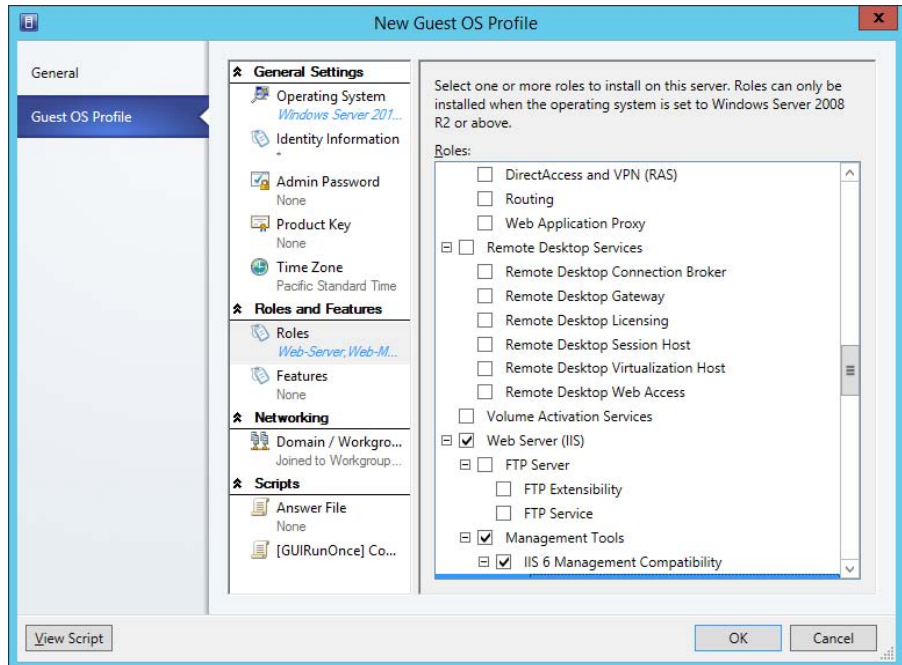 New Guest OS Profile
x
General
Guest OS Profile
General Settings
Operating System
Windows Server 201...
Identity Information
*
Admin Password
None
Product Key
None
Time Zone
Pacific Standard Time
Roles and Features
Roles
Web-Server,Web-M...
Features
None
Networking
Domain / Workgro...
Joined to Workgroup...
Scripts
Answer File
None
[GUIRunOnce] Co...
Select one or more roles to install on this server. Roles can only be
installed when the operating system is set to Windows Server 2008
R2 or above.
Roles:
DirectAccess and VPN (RAS)
Routing
Web Application Proxy
Remote Desktop Services
Remote Desktop Connection Broker
Remote Desktop Gateway
Remote Desktop Licensing
Remote Desktop Session Host
Remote Desktop Virtualization Host
Remote Desktop Web Access
Volume Activation Services
Web Server (IIS)
FTP Server
FTP Extensibility
FTP Service
Management Tools
IIS 6 Management Compatibility
View Script
OK
Cancel